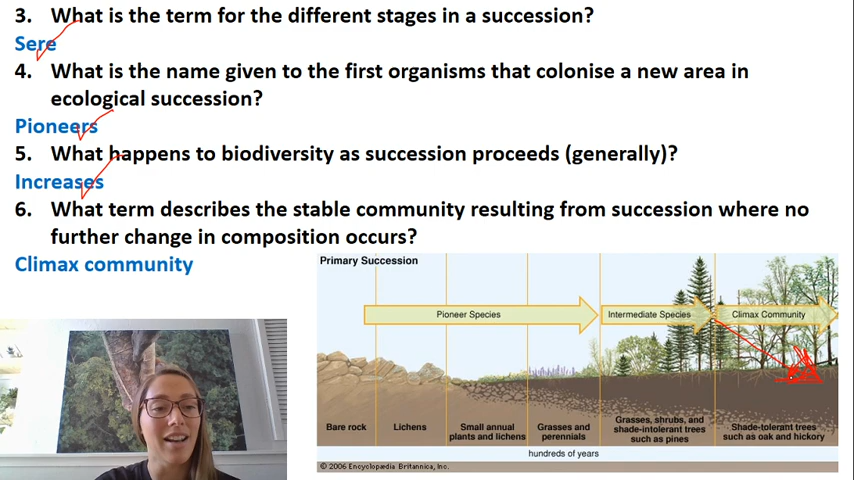 3. What is the term for the different stages in a succession?
Sere
4. What is the name given to the first organisms that colonise a new area in
ecological succession?
Pioneers
5. What happens to biodiversity as succession proceeds (generally)?
Increases
6. What term describes the stable community resulting from succession where no
further change in composition occurs?
Climax community
Primary Succession
Pioneer Species
Intermediate Species
Climax Community
Bare rock
Lichens
Small annual
plants and lichens
Grasses and
perennials
Grasses, shrubs, and
shade-intolerant trees
such as pines
Shade-tolerant trees
such as oak and hickory
hundreds of years
© 2006 Encyclopædia Britannica, Inc.